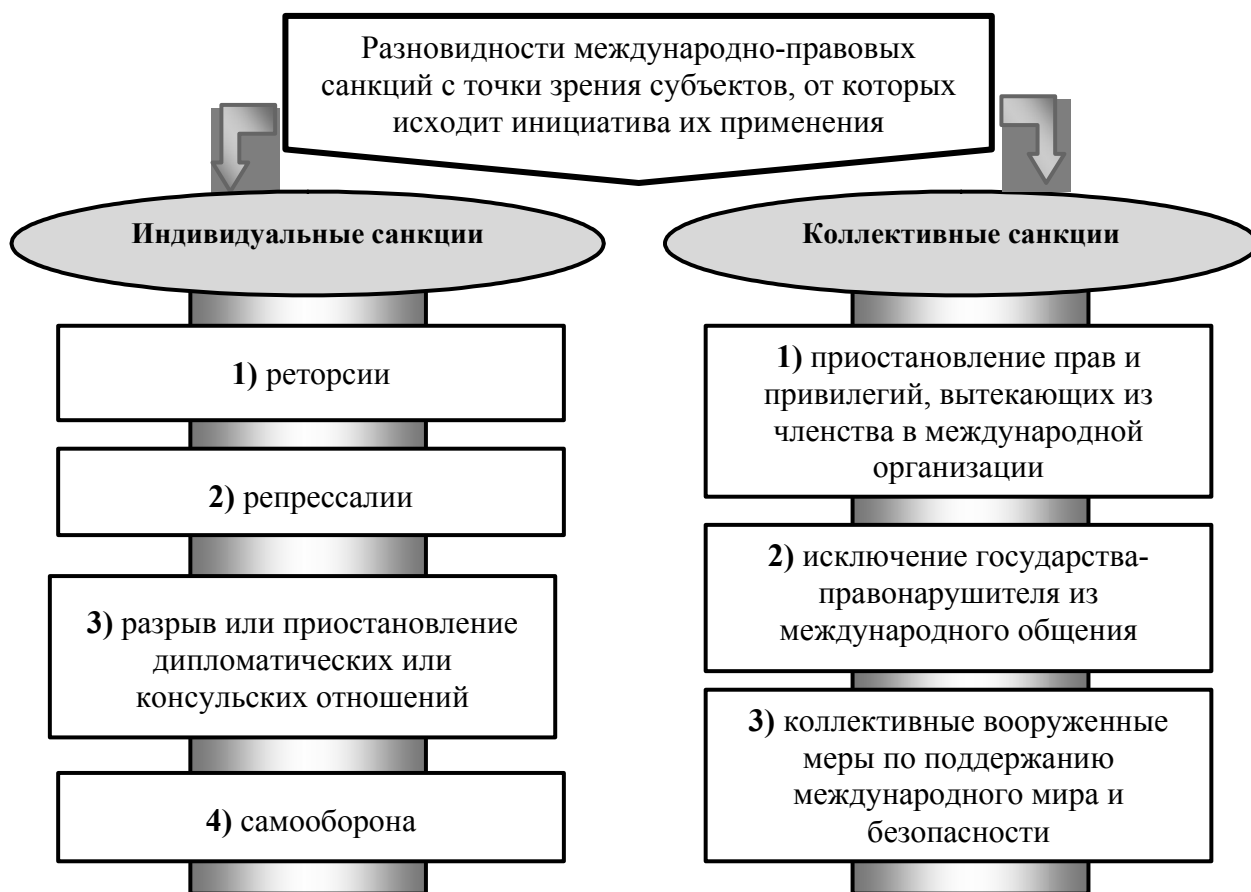 Разновидности международно-правовых
санкций с точки зрения субъектов, от которых
исходит инициатива их применения
Индивидуальные санкции
1) реторсии
2) репрессалии
3) разрыв или приостановление
дипломатических или
консульских отношений
4) самооборона
Коллективные санкции
1) приостановление прав и
привилегий, вытекающих из
членства в международной
организации
2) исключение государства-
правонарушителя из
международного общения
3) коллективные вооруженные
меры по поддержанию
международного мира и
безопасности